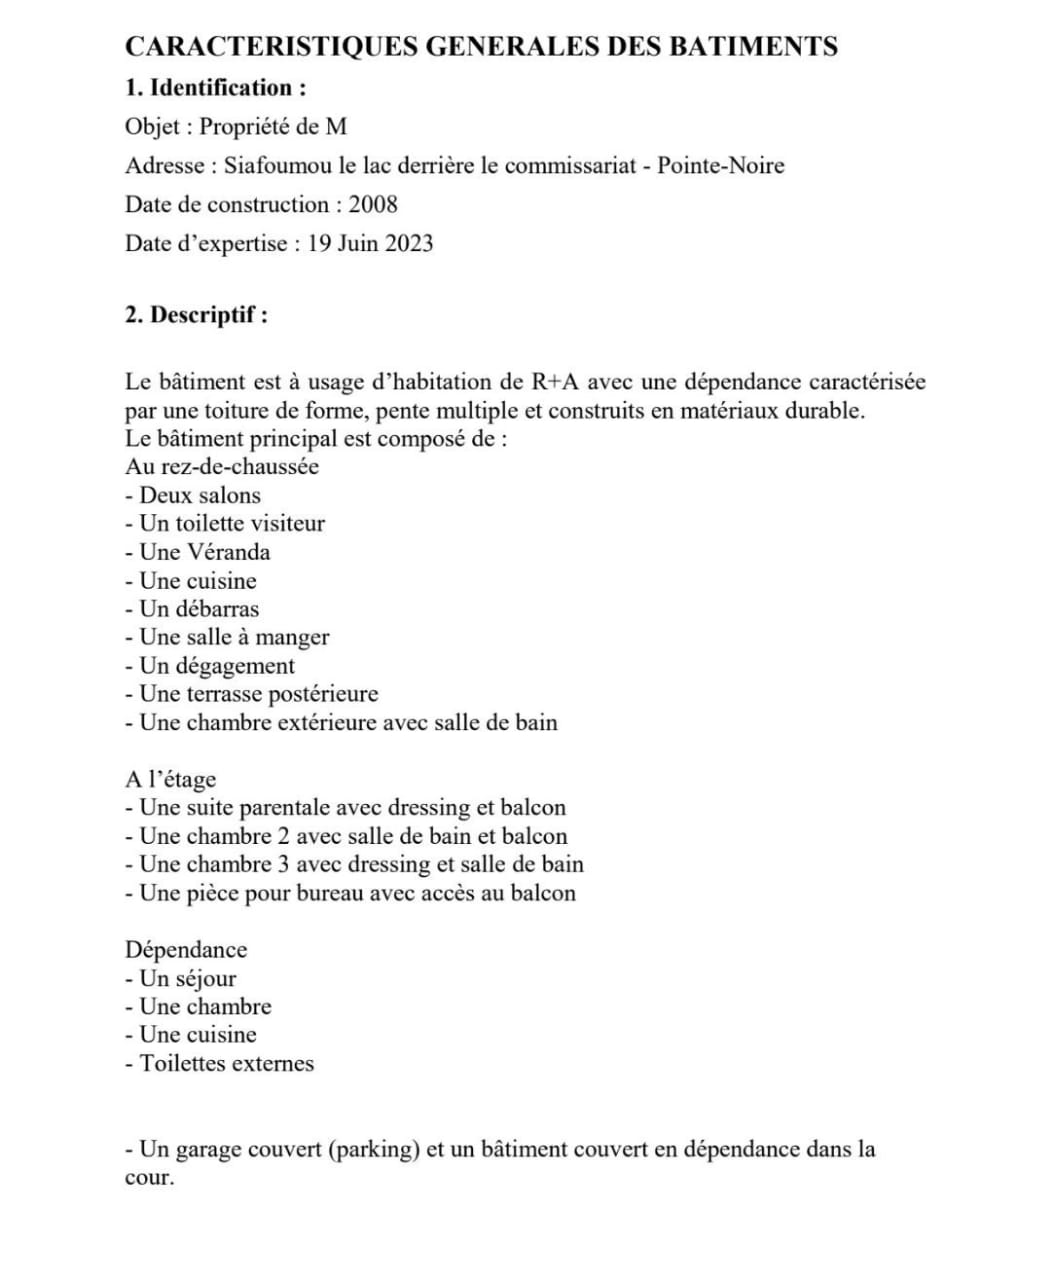 CARACTERISTIQUES GENERALES DES BATIMENTS
1. Identification :
Objet : Propriété de M
Adresse : Siafoumou le lac derrière le commissariat - Pointe-Noire
Date de construction : 2008
Date d’expertise : 19 Juin 2023
2. Descriptif :
Le bâtiment est à usage d’habitation de R+A avec une dépendance caractérisée
par une toiture de forme, pente multiple et construits en matériaux durable.
Le bâtiment principal est composé de :
Au rez-de-chaussée
- Deux salons
- Un toilette visiteur
- Une Véranda
- Une cuisine
- Un débarras
- Une salle à manger
- Un dégagement
- Une terrasse postérieure
- Une chambre extérieure avec salle de bain
A l’étage
- Une suite parentale avec dressing et balcon
- Une chambre 2 avec salle de bain et balcon
- Une chambre 3 avec dressing et salle de bain
- Une pièce pour bureau avec accès au balcon
Dépendance
- Un séjour
- Une chambre
- Une cuisine
- Toilettes externes
- Un garage couvert (parking) et un bâtiment couvert en dépendance dans la
cour.